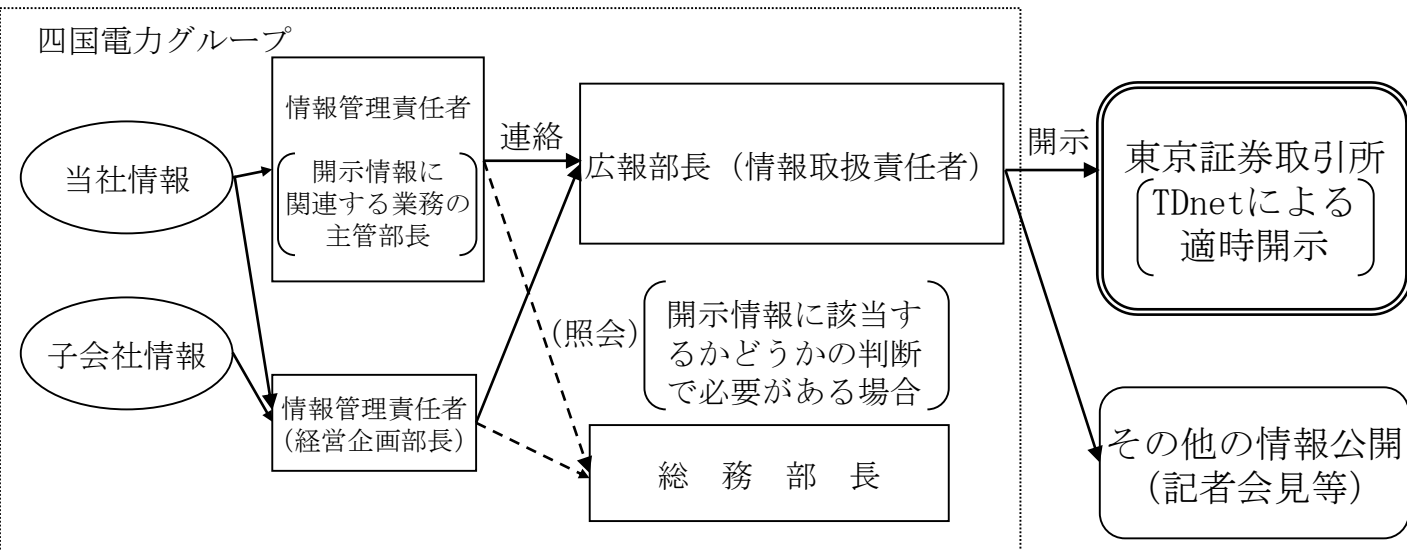 四国電力グループ
当社情報
子会社情報
情報管理責任者
開示情報に
関連する業務の
主管部長
情報管理責任者
(経営企画部長)
連絡
広報部長(情報取扱責任者)
(照会)
開示情報に該当す
るかどうかの判断
で必要がある場合
総 務 部 長
開示
東京証券取引所
TDnetによる
適時開示
その他の情報公開
(記者会見等)